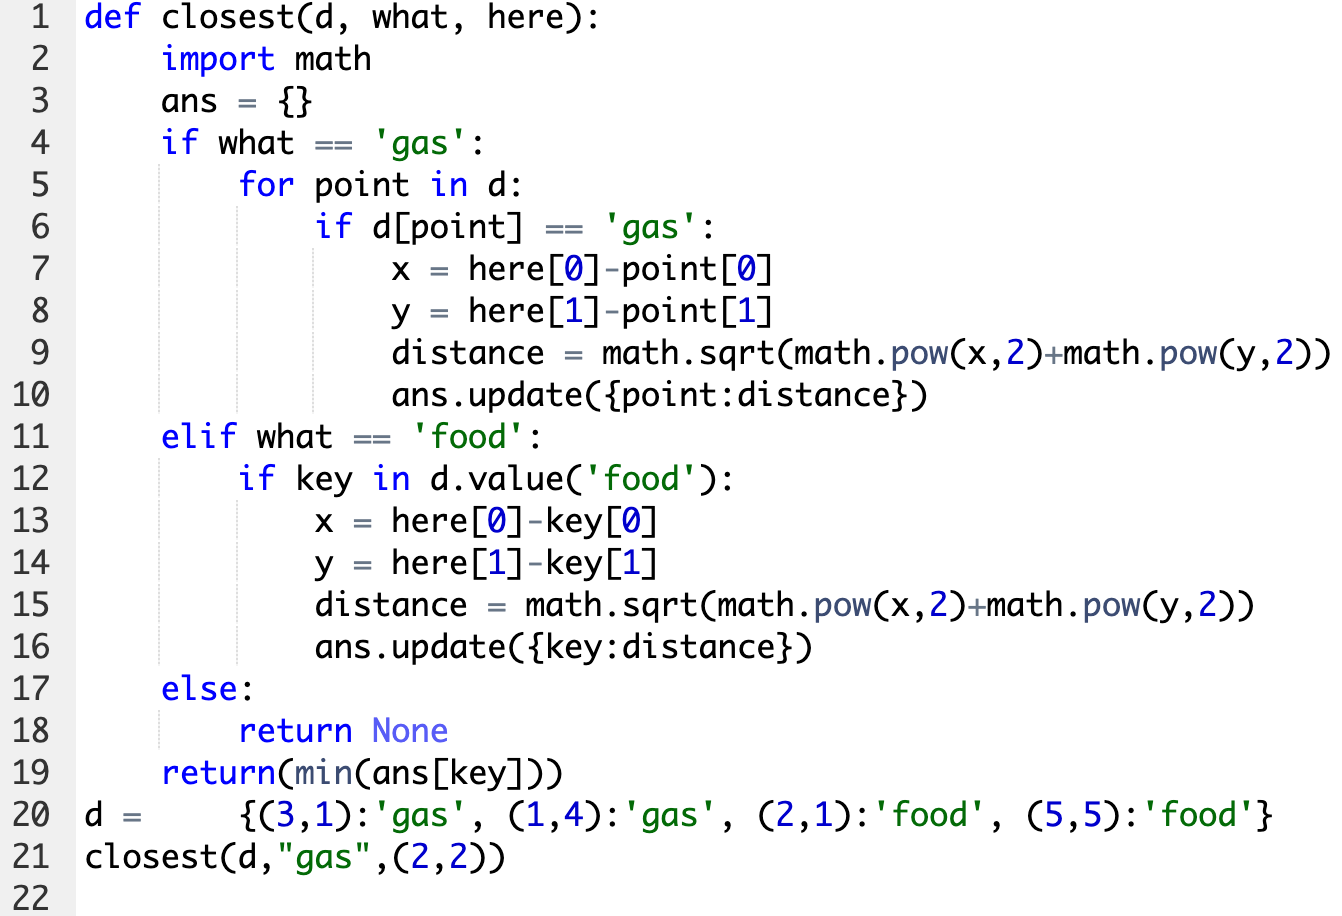 1 def closest(d, what, here):
2     import math
3     ans = {}
4     if what == 'gas':
5         for point in d:
6             if d[point] == 'gas':
7                 x = here[0]-point[0]
8                 y = here[1]-point[1]
9                 distance = math.sqrt(math.pow(x,2)+math.pow(y,2))
10                 ans.update({point:distance})
11     elif what == 'food':
12         if key in d.value('food'):
13             x = here[0]-key[0]
14             y = here[1]-key[1]
15             distance = math.sqrt(math.pow(x,2)+math.pow(y,2))
16             ans.update({key:distance})
17     else:
18         return None
19     return(min(ans[key]))
20 d =     {(3,1):'gas', (1,4):'gas', (2,1):'food', (5,5):'food'}
21 closest(d,"gas",(2,2))
22